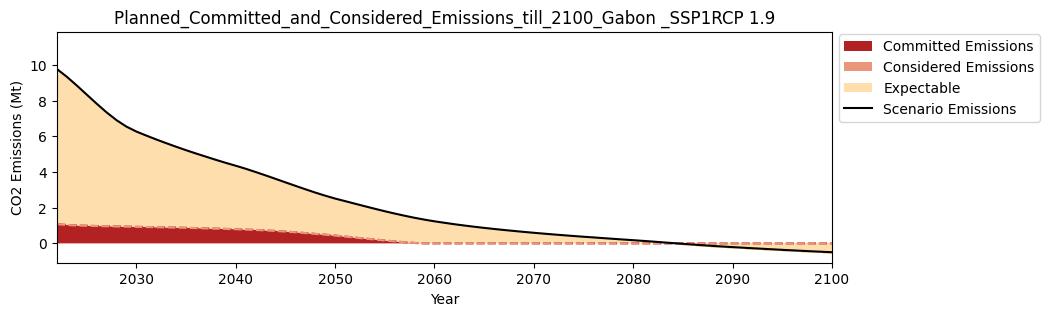 Planned_Committed_and_Considered_Emissions_till_2100_Gabon _SSP1RCP 1.9
Committed Emissions
Considered Emissions
Expectable
Scenario Emissions
CO2 Emissions (Mt)
10
8
6
4
2
0
2030 2040 2050 2060 2070 2080 2090 2100
Year